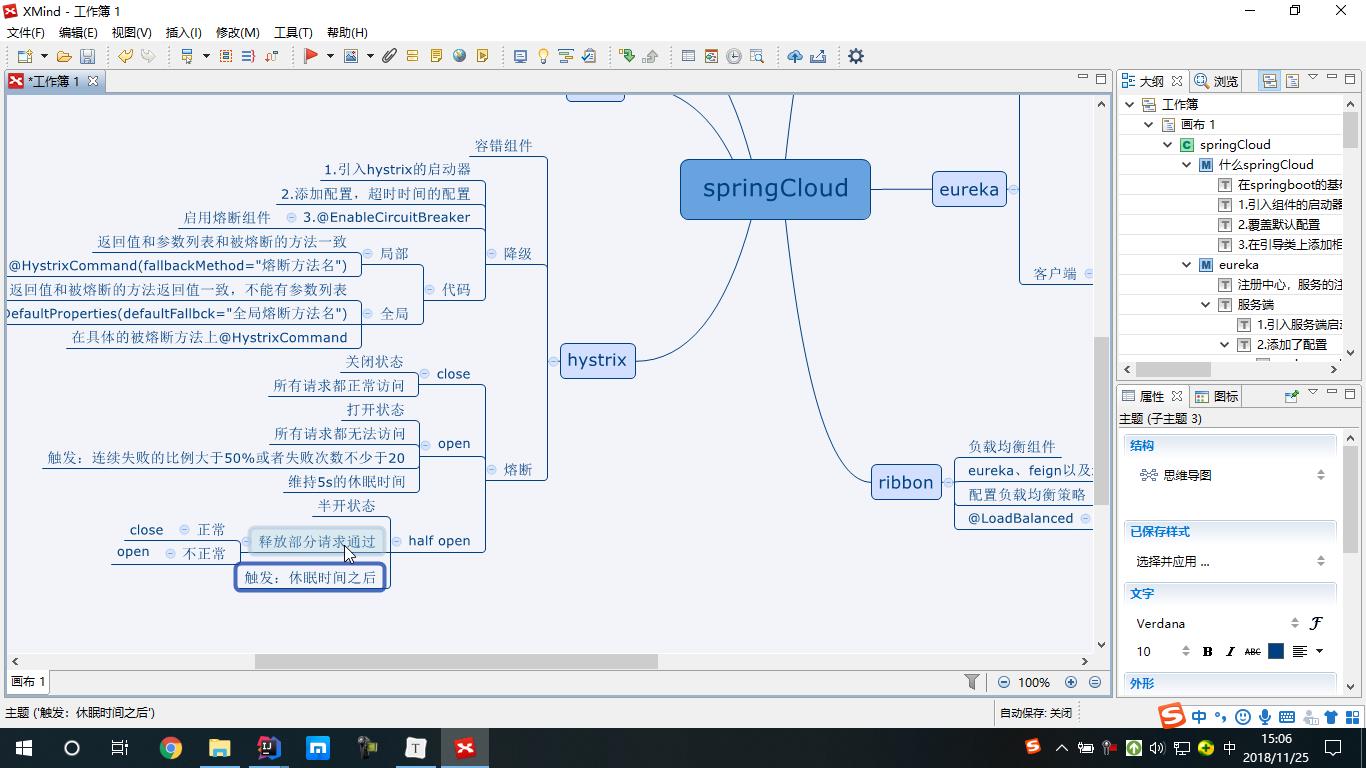 XMind - 工作簿 1
文件(F) 编辑(E) 视图(V) 插入(I) 修改(M) 工具(T) 帮助(H)
*工作簿 1
容错组件
1.引入hystrix的启动器
2.添加配置，超时时间的配置
启用熔断组件 3.@EnableCircuitBreaker
返回值和参数列表和被熔断的方法一致
局部
@HystrixCommand(fallbackMethod="熔断方法名")
降级
返回值和被熔断的方法返回值一致，不能有参数列表
代码
DefaultProperties(defaultFallbck="全局熔断方法名")
全局
在具体的被熔断方法上@HystrixCommand
hystrix
关闭状态
close
所有请求都正常访问
打开状态
所有请求都无法访问
open
触发：连续失败的比例大于50%或者失败次数不少于20
熔断
维持5s的休眠时间
半开状态
close 正常
释放部分请求通过
half open
open 不正常
触发：休眠时间之后
springCloud
eureka
客户端
ribbon
负载均衡组件
eureka、feign以及
配置负载均衡策略
@LoadBalanced
大纲 浏览
工作簿
画布 1
springCloud
什么springCloud
在springboot的基
1.引入组件的启动器
2.覆盖默认配置
3.在引导类上添加相
eureka
注册中心，服务的注
服务端
1.引入服务端启
2.添加了配置
属性 图标
主题 (子主题 3)
结构
思维导图
已保存样式
选择并应用 ...
文字
Verdana
10 B I ABC
外形
画布 1
100%
主题 ('触发：休眠时间之后')
自动保存: 关闭
中
中
15:06
2018/11/25